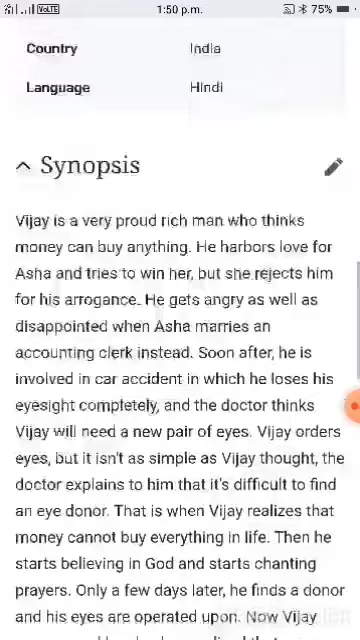 VoLTE 1:50 p.m. 75%
Country India
Language Hindi
Synopsis
Vijay is a very proud rich man who thinks
money can buy anything. He harbors love for
Asha and tries to win her, but she rejects him
for his arrogance. He gets angry as well as
disappointed when Asha marries an
accounting clerk instead. Soon after, he is
involved in car accident in which he loses his
eyesight completely, and the doctor thinks
Vijay will need a new pair of eyes. Vijay orders
eyes, but it isn't as simple as Vijay thought, the
doctor explains to him that it's difficult to find
an eye donor. That is when Vijay realizes that
money cannot buy everything in life. Then he
starts believing in God and starts chanting
prayers. Only a few days later, he finds a donor
and his eyes are operated upon. Now Vijay